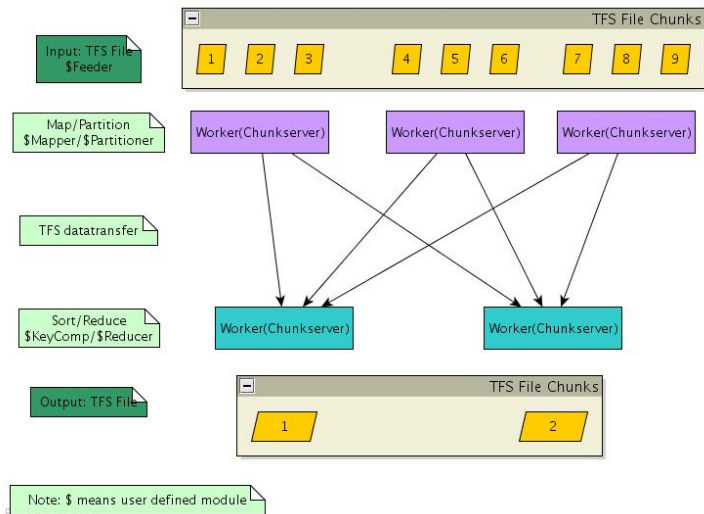 TFS File Chunks
Input: TFS File
$Feeder
1 2 3 4 5 6 7 8 9
Map/Partition
$Mapper/$Partitioner
Worker(Chunkserver) Worker(Chunkserver) Worker(Chunkserver)
TFS datatransfer
Sort/Reduce
$KeyComp/$Reducer
Worker(Chunkserver) Worker(Chunkserver)
TFS File Chunks
Output: TFS File
1 2
Note: $ means user defined module